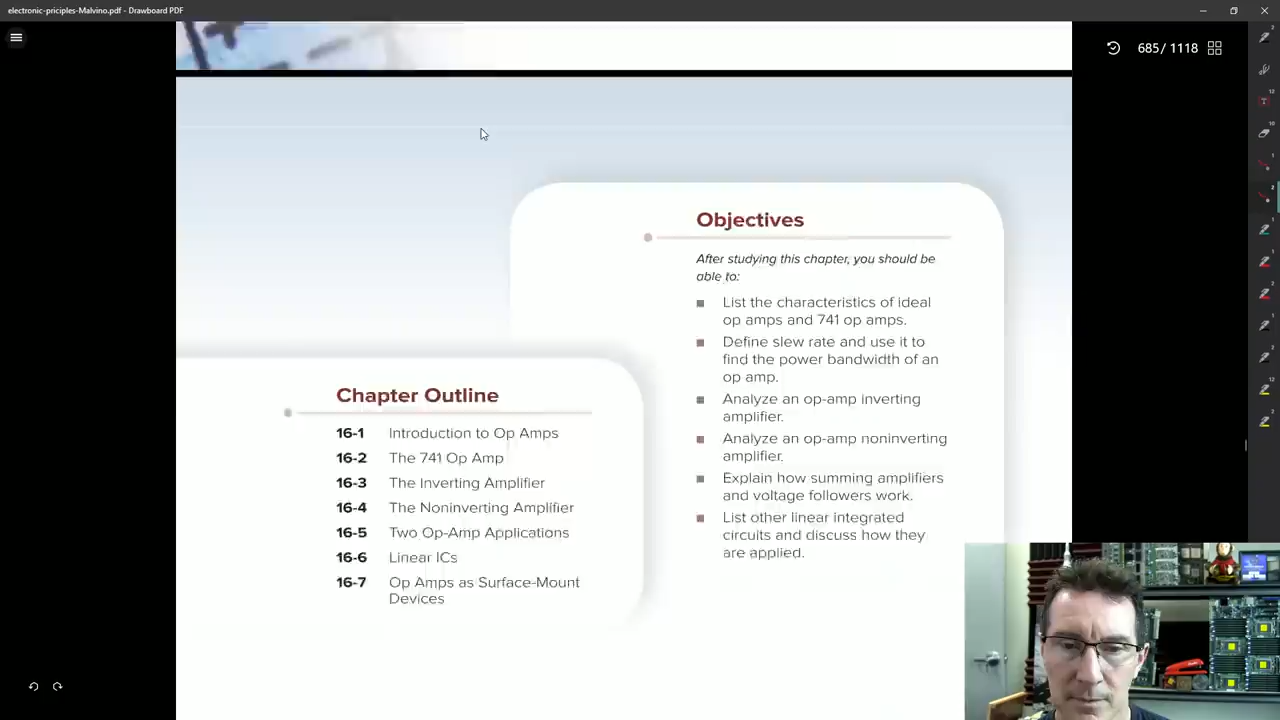 electronic-priciples-Malvino.pdf - Drawboard PDF
685/ 1118
Objectives
After studying this chapter, you should be
able to:
List the characteristics of ideal
op amps and 741 op amps.
Define slew rate and use it to
find the power bandwidth of an
op amp.
Analyze an op-amp inverting
amplifier.
Analyze an op-amp noninverting
amplifier.
Explain how summing amplifiers
and voltage followers work.
List other linear integrated
circuits and discuss how they
are applied.
Chapter Outline
16-1 Introduction to Op Amps
16-2 The 741 Op Amp
16-3 The Inverting Amplifier
16-4 The Noninverting Amplifier
16-5 Two Op-Amp Applications
16-6 Linear ICs
16-7 Op Amps as Surface-Mount
Devices